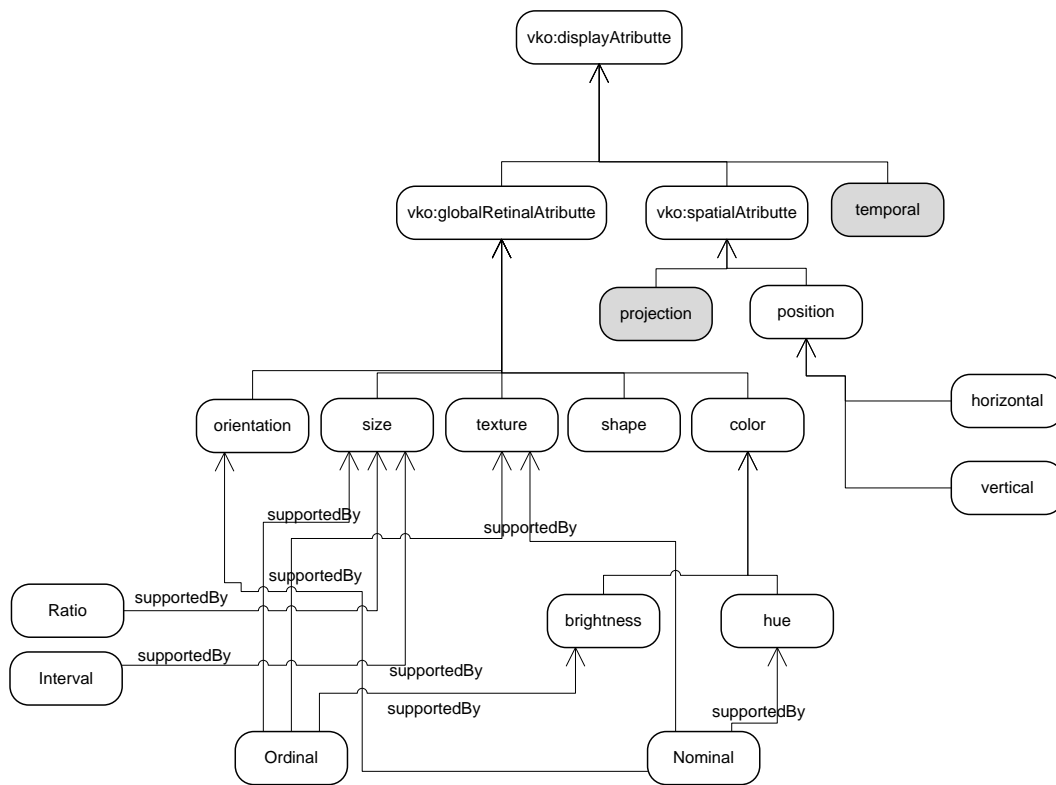 vko:displayAtributte
vko:globalRetinalAtributte
vko:spatialAtributte
temporal
projection
position
orientation
size
texture
shape
color
horizontal
vertical
supportedBy
supportedBy
supportedBy
supportedBy
Ratio
brightness
hue
supportedBy
supportedBy
Interval
supportedBy
supportedBy
Ordinal
Nominal